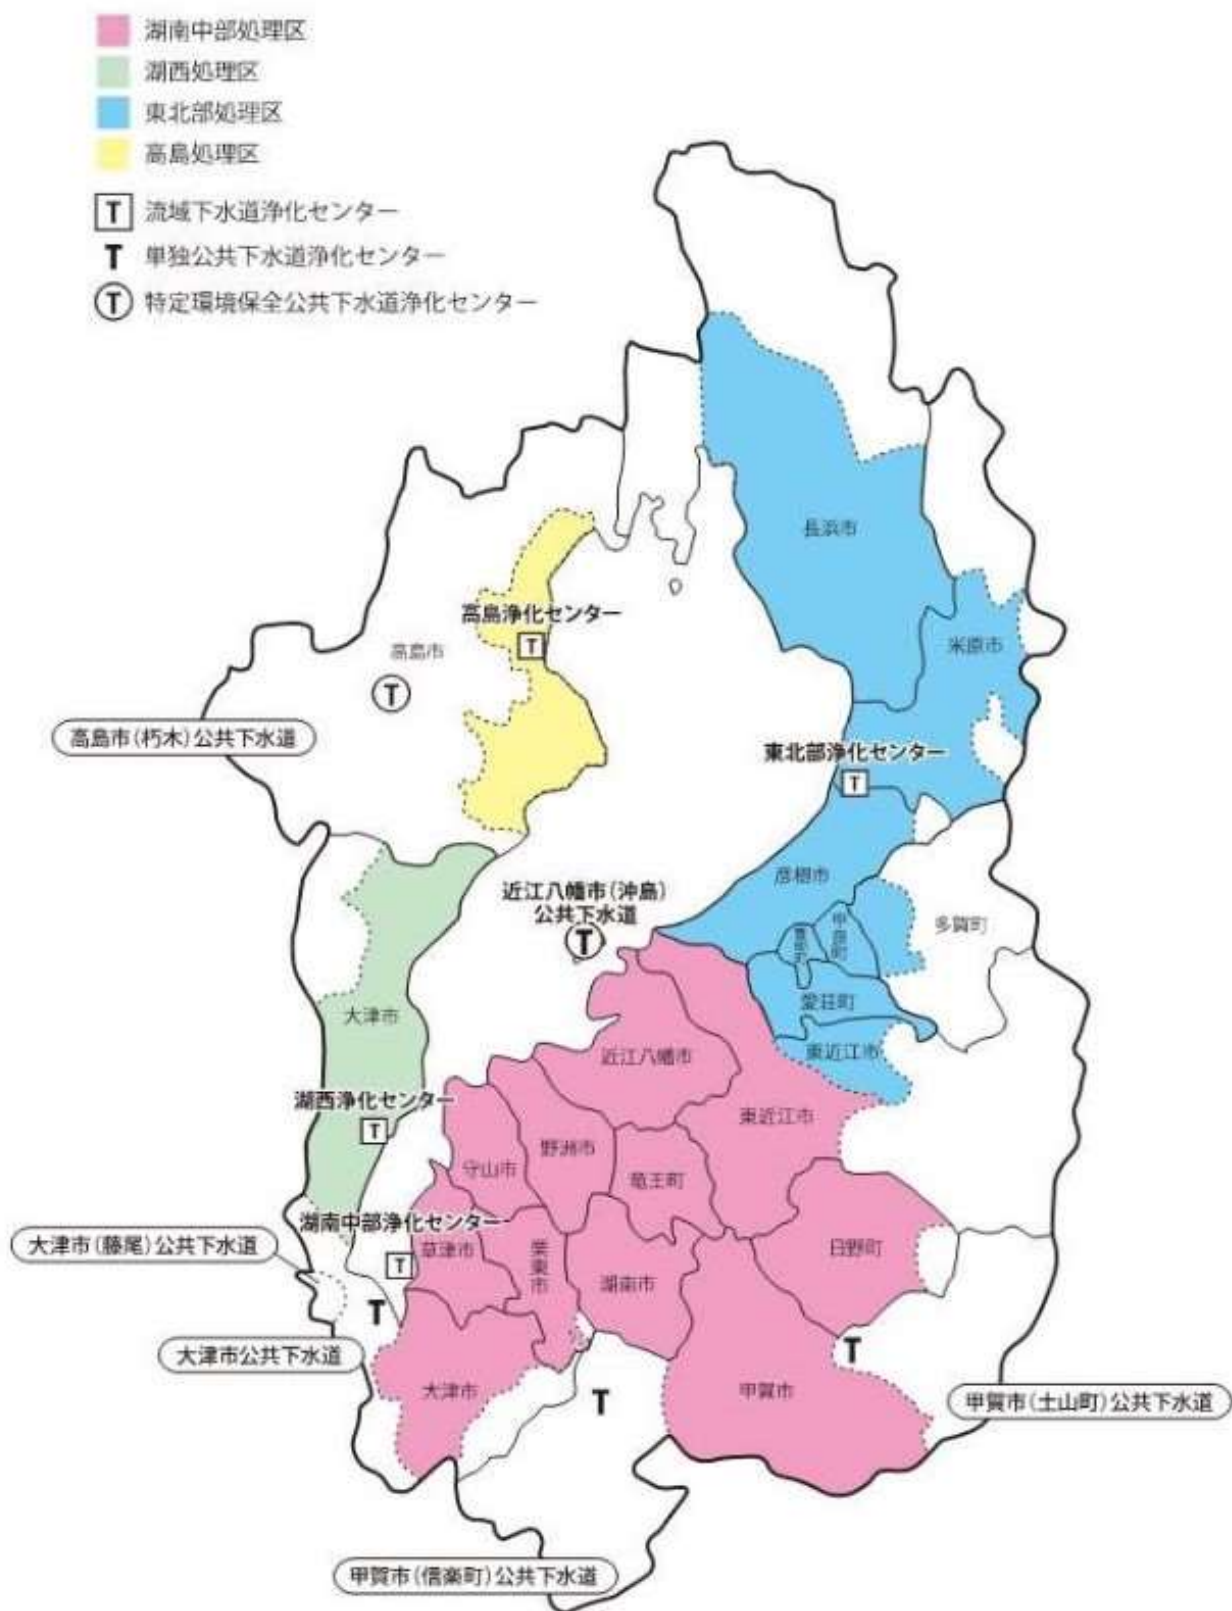 湖南中部処理区
湖西処理区
東北部処理区
高島処理区
T 流域下水道浄化センター
T 単独公共下水道浄化センター
T 特定環境保全公共下水道浄化センター
長浜市
高島浄化センター
T
米原市
高島市
T
高島市(朽木)公共下水道
東北部浄化センター
T
彦根市
近江八幡市(沖島)
公共下水道
T
多賀町
甲良町
豊郷町
愛荘町
大津市
東近江市
近江八幡市
湖西浄化センター
T
東近江市
野洲市
守山市
竜王町
湖南中部浄化センター
T
草津市
栗東市
日野町
大津市(藤尾)公共下水道
湖南市
T
大津市公共下水道
T
大津市
甲賀市
T
甲賀市(土山町)公共下水道
甲賀市(信楽町)公共下水道